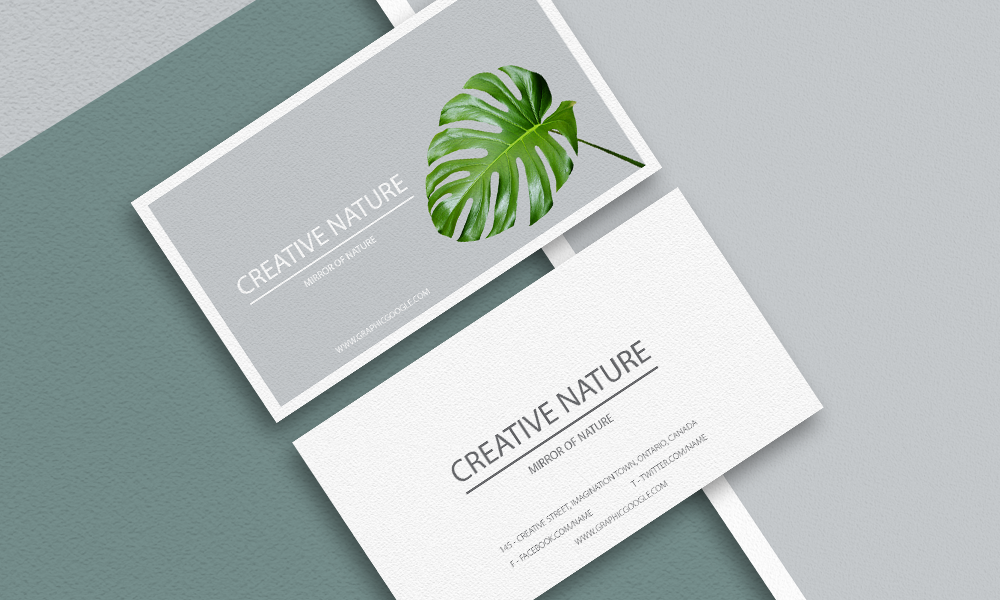 CREATIVE NATURE
MIRROR OF NATURE
WWW.GRAPHICGOOGLE.COM
CREATIVE NATURE
MIRROR OF NATURE
145 - CREATIVE STREET, IMAGINATION TOWN, ONTARIO, CANADA
F - FACEBOOK.COM/NAME T - TWITTER.COM/NAME
WWW.GRAPHICGOOGLE.COM